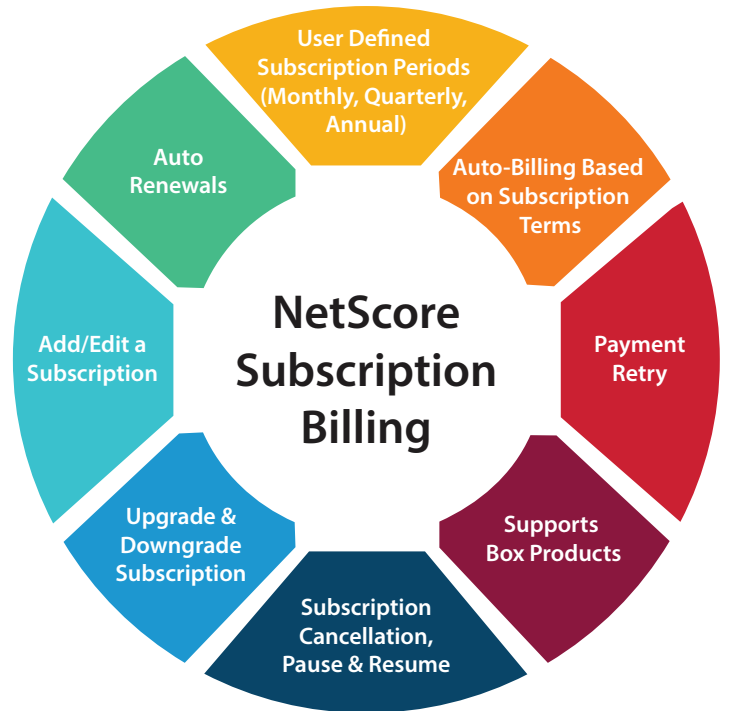 User Defined
Subscription Periods
(Monthly, Quarterly,
Annual)
Auto-Billing Based
on Subscription
Terms
Payment
Retry
Supports
Box Products
Subscription
Cancellation,
Pause & Resume
Upgrade &
Downgrade
Subscription
Add/Edit a
Subscription
Auto
Renewals
NetScore
Subscription
Billing